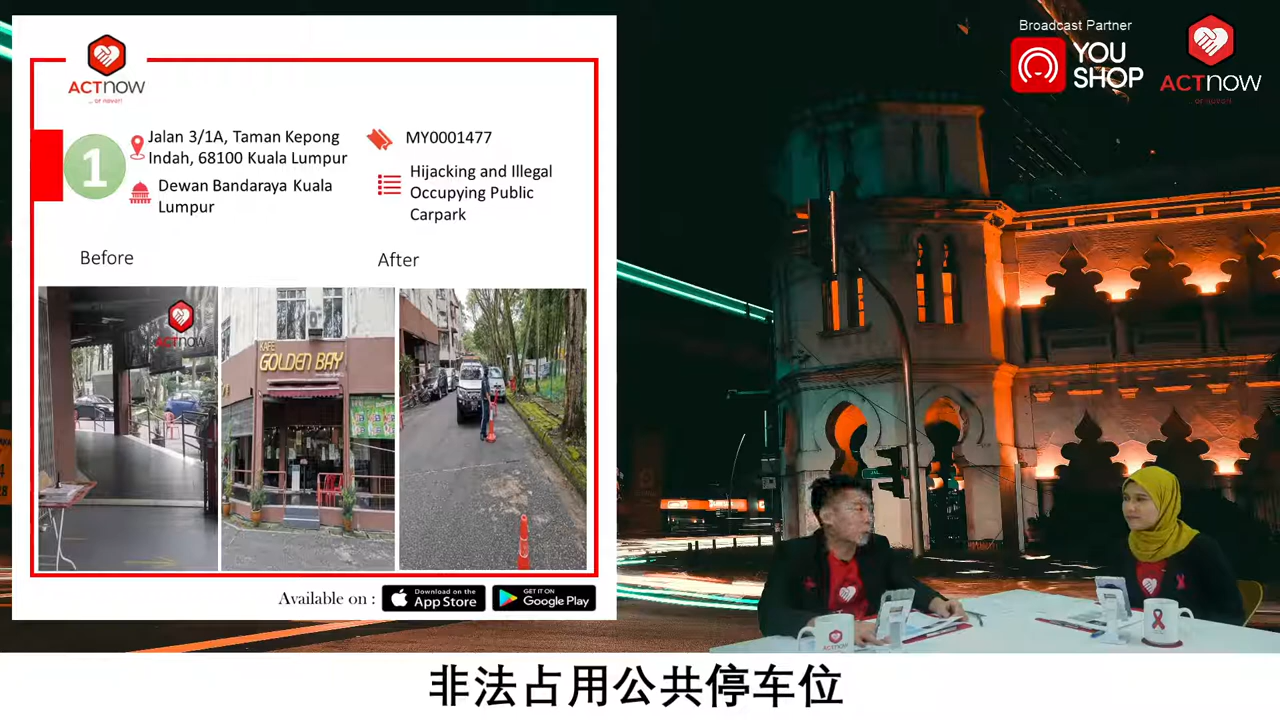 Broadcast Partner
YOU
SHOP
ACTNOW
... or never!!
ACTNOW
... or never!!
1
Jalan 3/1A, Taman Kepong
Indah, 68100 Kuala Lumpur
Dewan Bandaraya Kuala
Lumpur
MY0001477
Hijacking and Illegal
Occupying Public
Carpark
Before
After
ACTNOW
KAFE
GOLDEN BAY
Available on :
Download on the
App Store
GET IT ON
Google Play
ACTNOW
非法占用公共停车位